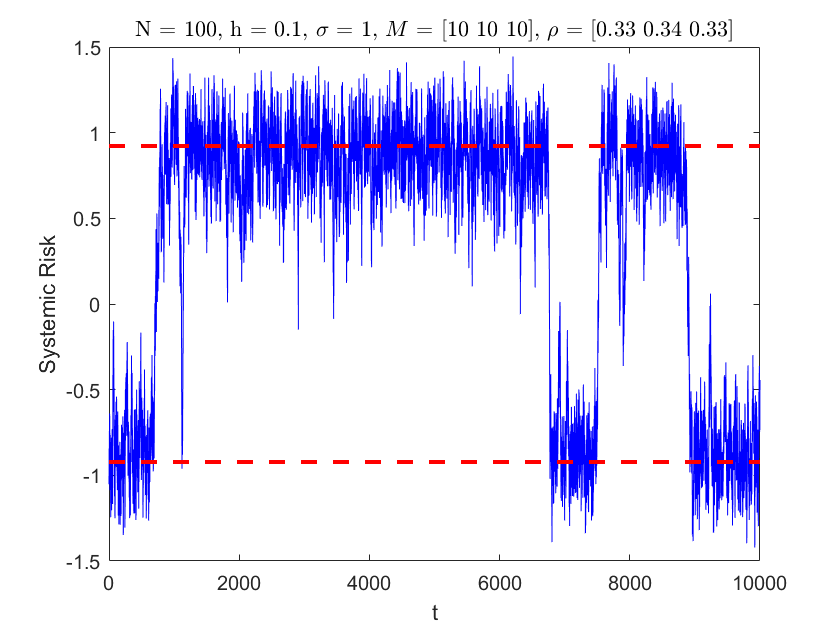 N = 100, h = 0.1, σ = 1, M = [10 10 10], ρ = [0.33 0.34 0.33]
1.5
1
0.5
0
-0.5
-1
-1.5
Systemic Risk
0 2000 4000 6000 8000 10000
t